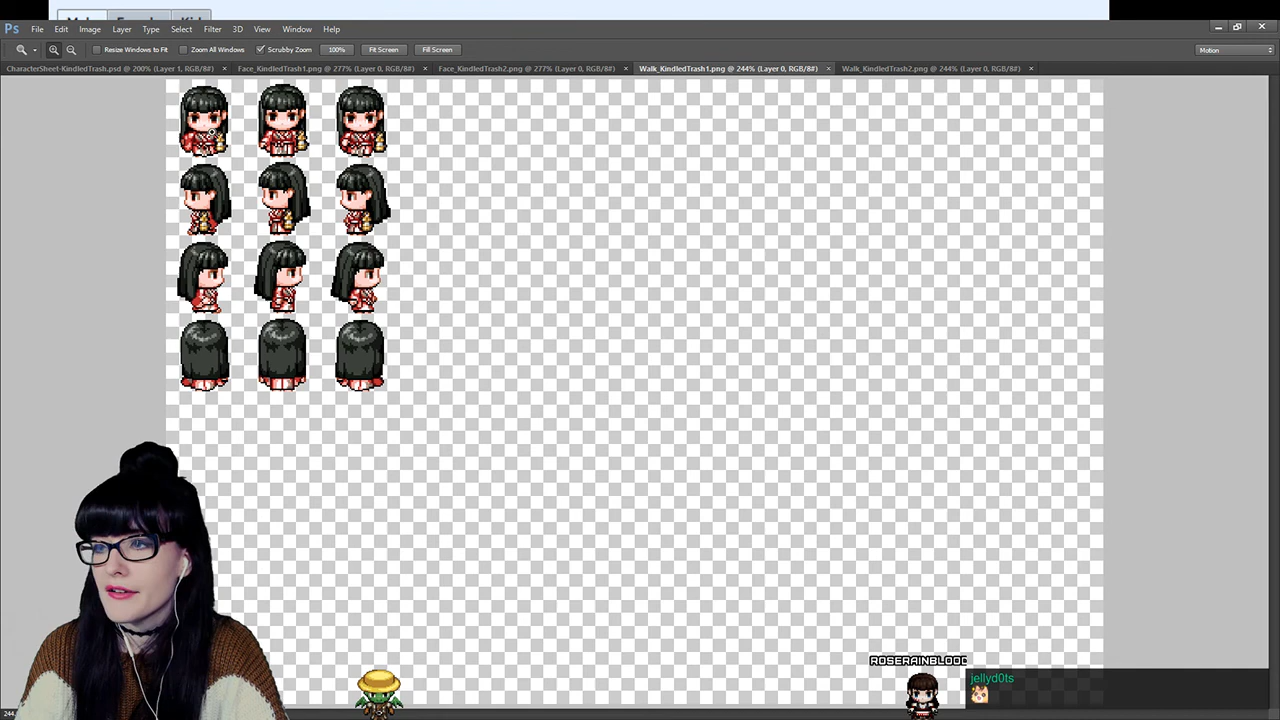 Ps File Edit Image Layer Type Select Filter 3D View Window Help
Resize Windows to Fit Zoom All Windows Scrubby Zoom 100% Fit Screen Fill Screen Motion
CharacterSheet-KindledTrash.psd @ 200% (Layer 1, RGB/8#) × Face_KindledTrash1.png @ 277% (Layer 0, RGB/8#) × Face_KindledTrash2.png @ 277% (Layer 0, RGB/8#) × Walk_KindledTrash1.png @ 244% (Layer 0, RGB/8#) × Walk_KindledTrash2.png @ 244% (Layer 0, RGB/8#) ×
ROSERAINBLOOD
jellyd0ts